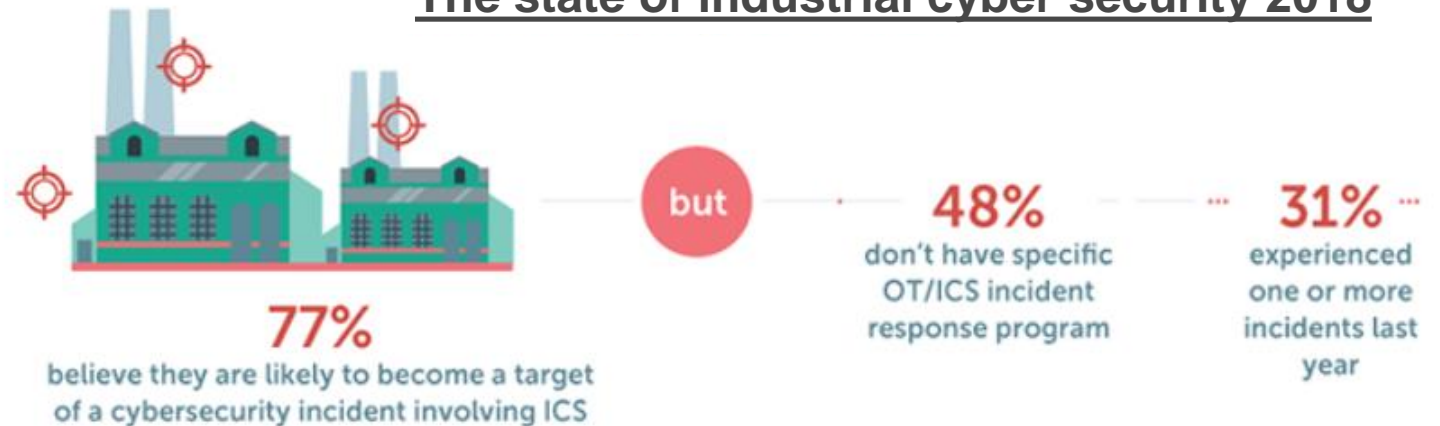 The state of industrial cyber security 2018
but
77%
believe they are likely to become a target
of a cybersecurity incident involving ICS
48%
don't have specific
OT/ICS incident
response program
31%
experienced
one or more
incidents last
year